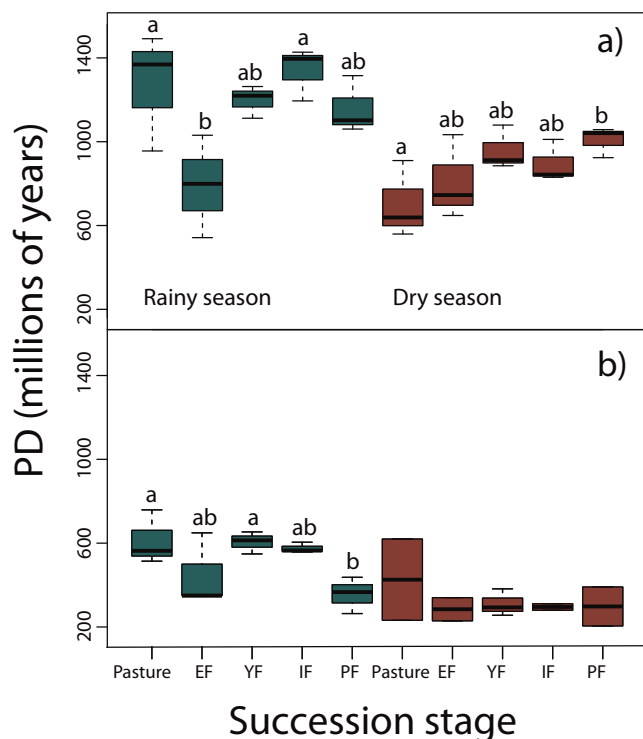 a)
a
b
ab
a
ab
a
ab
ab
ab
b
1400
1000
600
200
Rainy season
Dry season
b)
a
ab
a
ab
b
1400
1000
600
200
PD (millions of years)
Pasture EF YF IF PF Pasture EF YF IF PF
Succession stage